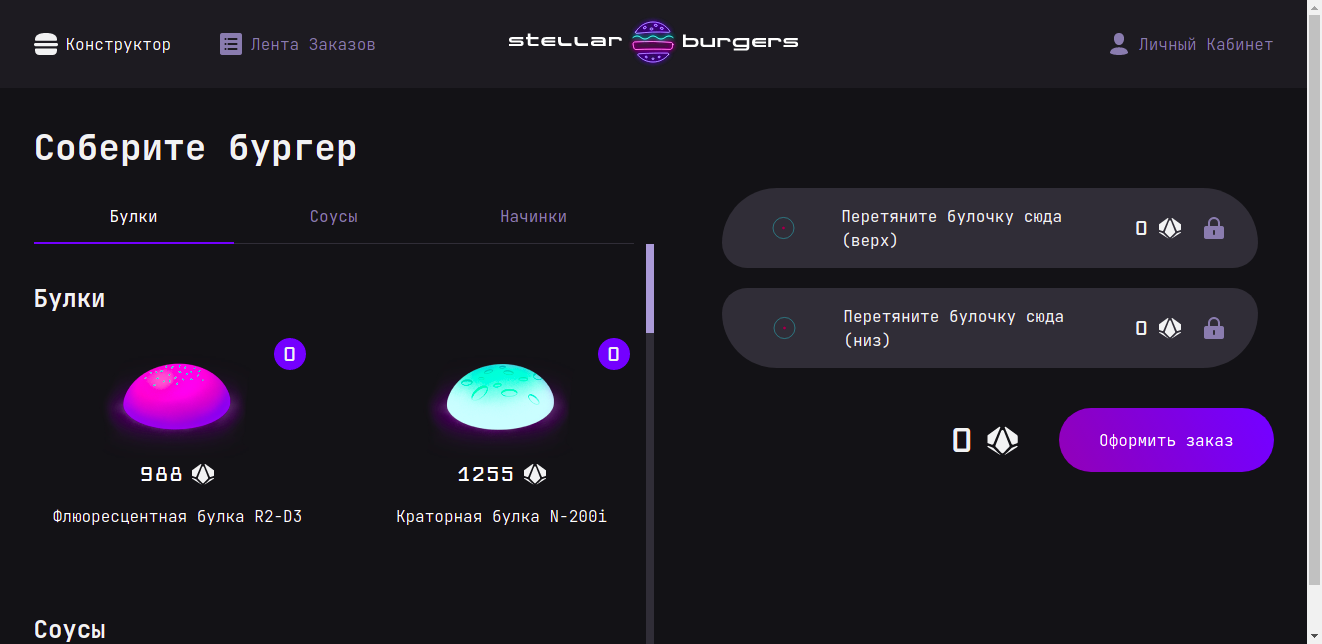 Конструктор
Лента Заказов
stellar burgers
Личный Кабинет
Соберите бургер
Булки
Соусы
Начинки
Булки
0
0
988
1255
Флюоресцентная булка R2-D3
Краторная булка N-200i
Соусы
Перетяните булочку сюда
(верх)
0
Перетяните булочку сюда
(низ)
0
0
Оформить заказ